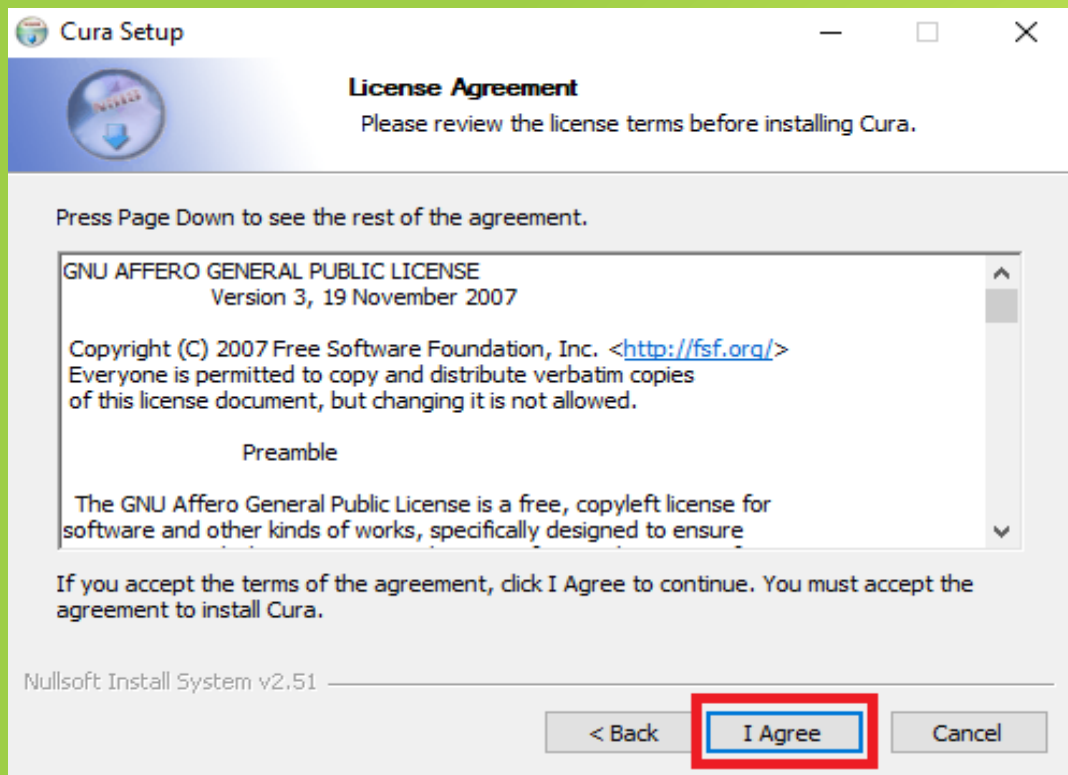 Cura Setup
License Agreement
Please review the license terms before installing Cura.
Press Page Down to see the rest of the agreement.
GNU AFFERO GENERAL PUBLIC LICENSE
Version 3, 19 November 2007
Copyright (C) 2007 Free Software Foundation, Inc. <http://fsf.org/>
Everyone is permitted to copy and distribute verbatim copies
of this license document, but changing it is not allowed.
Preamble
The GNU Affero General Public License is a free, copyleft license for
software and other kinds of works, specifically designed to ensure
If you accept the terms of the agreement, click I Agree to continue. You must accept the
agreement to install Cura.
Nullsoft Install System v2.51
< Back
I Agree
Cancel